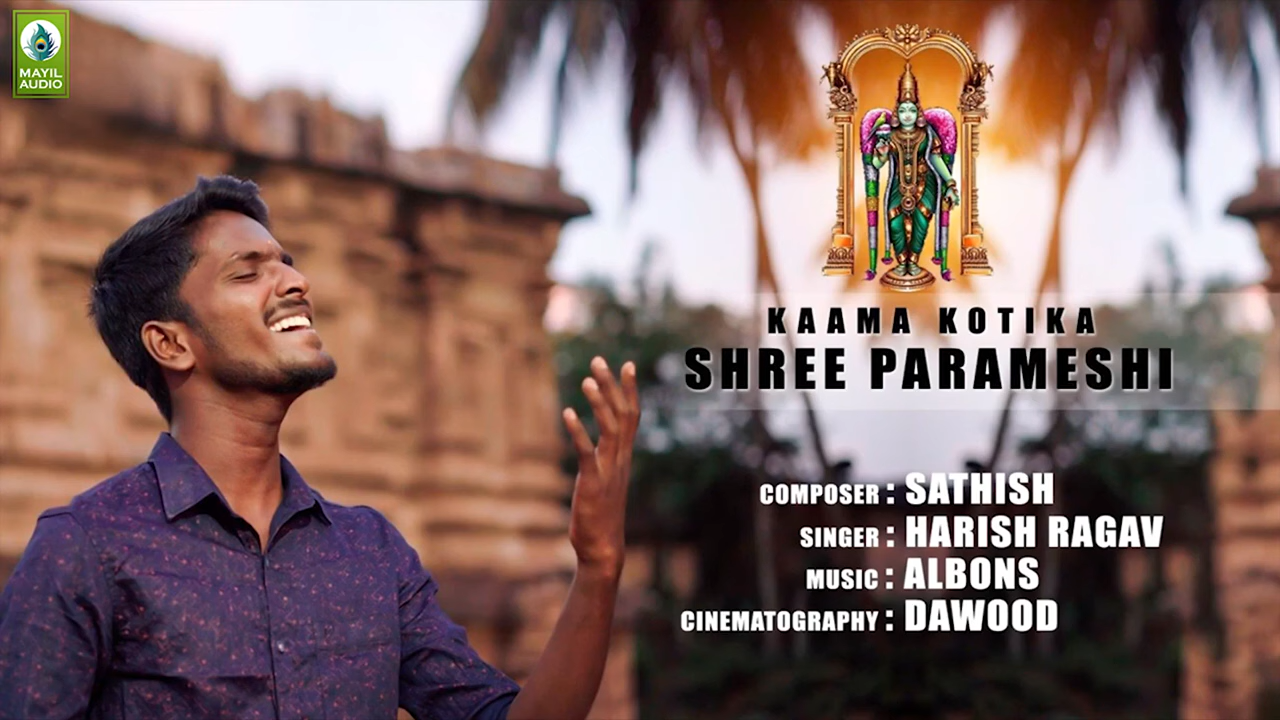 MAYIL
AUDIO
KAAMA KOTIKA
SHREE PARAMESHI
COMPOSER : SATHISH
SINGER : HARISH RAGAV
MUSIC : ALBONS
CINEMATOGRAPHY : DAWOOD